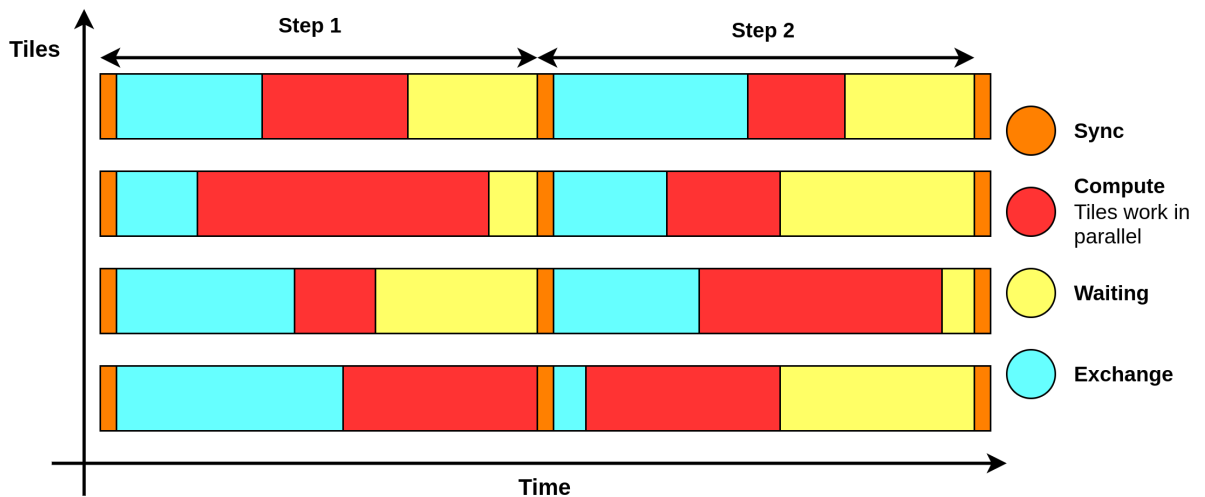 Step 1
Step 2
Tiles
Sync
Compute
Tiles work in
parallel
Waiting
Exchange
Time